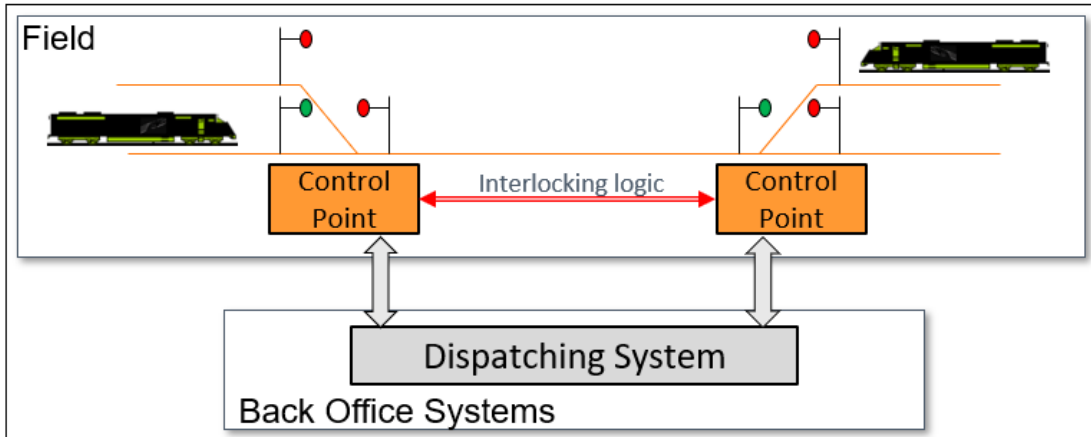 Field
Interlocking logic
Control
Point
Control
Point
Dispatching System
Back Office Systems